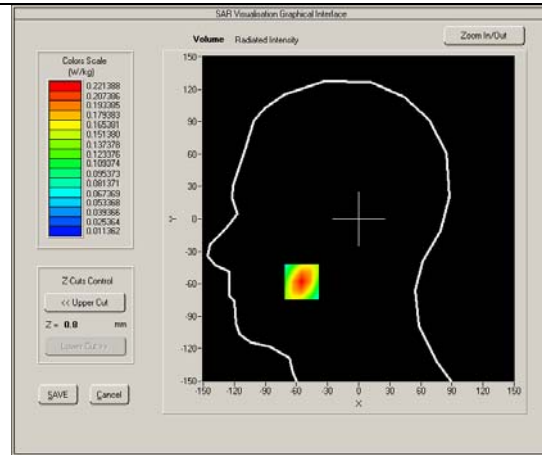 SAR Visualisation Graphical Interface
Volume Radiated Intensity
Zoom In/Out
Colors Scale
(W/kg)
0.221388
0.207386
0.193385
0.179383
0.165381
0.151380
0.137378
0.123376
0.109374
0.095373
0.081371
0.067369
0.053368
0.039366
0.025364
0.011362
Z Cuts Control
<< Upper Cut
Z = 0.8 mm
Lower Cut >>
SAVE Cancel
150
120
90
60
30
Y 0
-30
-60
-90
-120
-150
-150 -120 -90 -60 -30 0 30 60 90 120 150
X